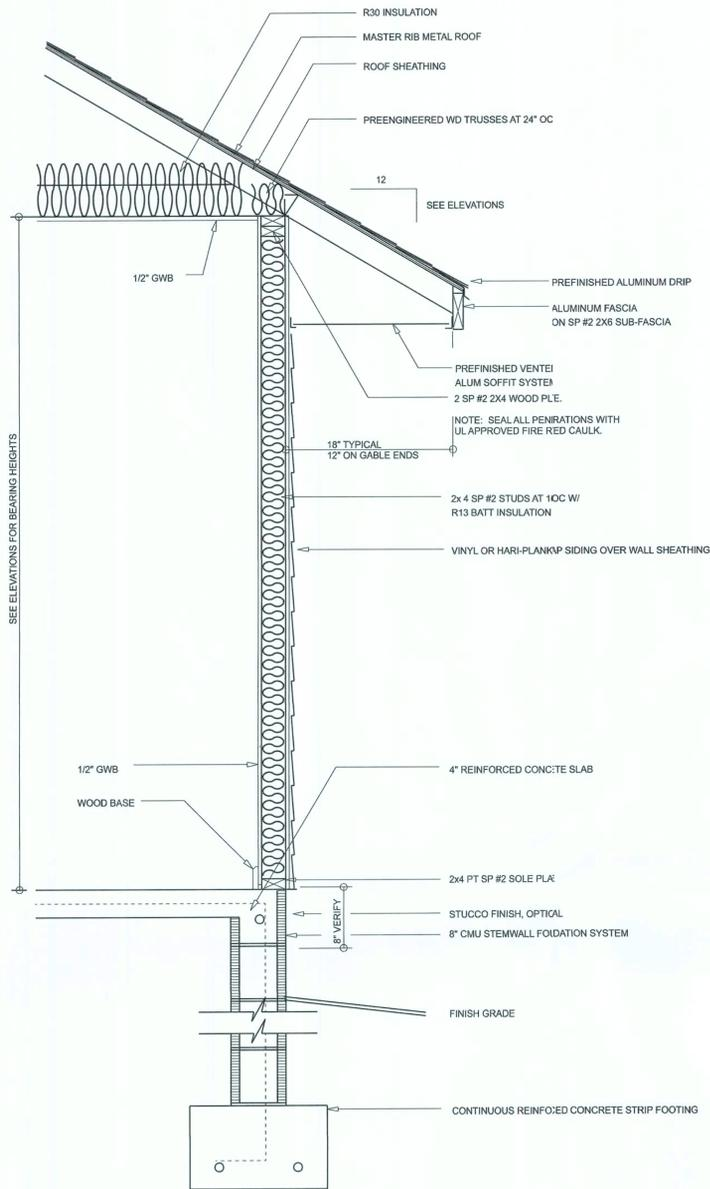 R30 INSULATION
MASTER RIB METAL ROOF
ROOF SHEATHING
PREENGINEERED WD TRUSSES AT 24" OC
12
SEE ELEVATIONS
1/2" GWB
PREFINISHED ALUMINUM DRIP
ALUMINUM FASCIA
ON SP #2 2X6 SUB-FASCIA
PREFINISHED VENTEI
ALUM SOFFIT SYSTEM
2 SP #2 2X4 WOOD PLE.
NOTE: SEAL ALL PENIRATIONS WITH
UL APPROVED FIRE RED CAULK.
18" TYPICAL
12" ON GABLE ENDS
SEE ELEVATIONS FOR BEARING HEIGHTS
2x 4 SP #2 STUDS AT 1OC W/
R13 BATT INSULATION
VINYL OR HARI-PLANK\P SIDING OVER WALL SHEATHING
1/2" GWB
4" REINFORCED CONCETE SLAB
WOOD BASE
2x4 PT SP #2 SOLE PLA:
8" VERIFY
STUCCO FINISH, OPTICAL
8" CMU STEMWALL FOUDATION SYSTEM
FINISH GRADE
CONTINUOUS REINFOCED CONCRETE STRIP FOOTING